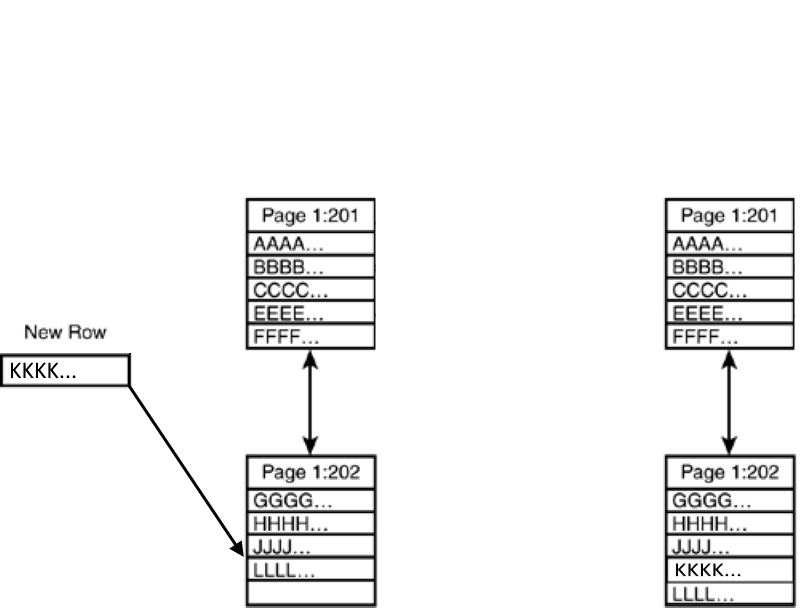 Page 1:201
AAAA...
BBBB...
CCCC...
EEEE...
FFFF...
New Row
KKKK...
Page 1:202
GGGG...
HHHH...
JJJJ...
LLLL...
Page 1:201
AAAA...
BBBB...
CCCC...
EEEE...
FFFF...
Page 1:202
GGGG...
HHHH...
JJJJ...
KKKK...
LLLL...